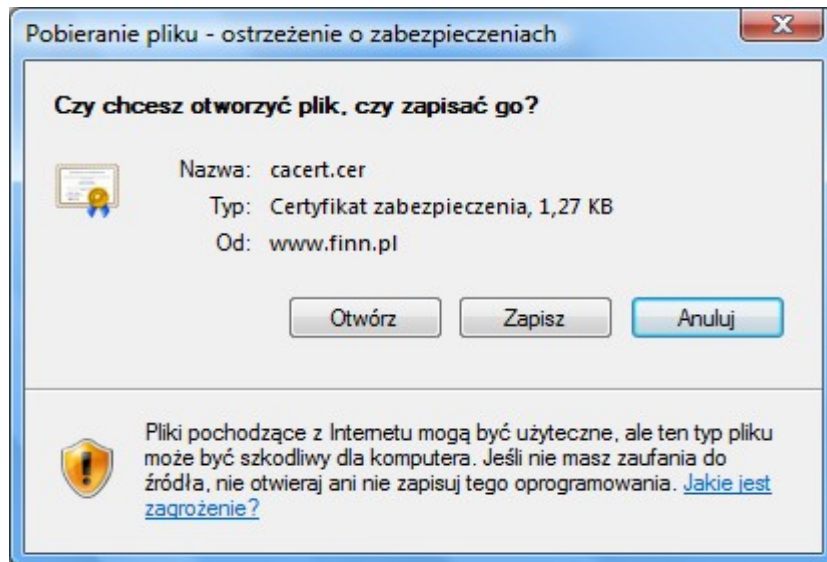 Pobieranie pliku - ostrzeżenie o zabezpieczeniach
Czy chcesz otworzyć plik, czy zapisać go?
Nazwa: cacert.cer
Typ: Certyfikat zabezpieczenia, 1,27 KB
Od: www.finn.pl
Otwórz Zapisz Anuluj
Pliki pochodzące z Internetu mogą być użyteczne, ale ten typ pliku
może być szkodliwy dla komputera. Jeśli nie masz zaufania do
źródła, nie otwieraj ani nie zapisuj tego oprogramowania. Jakie jest
zagrożenie?